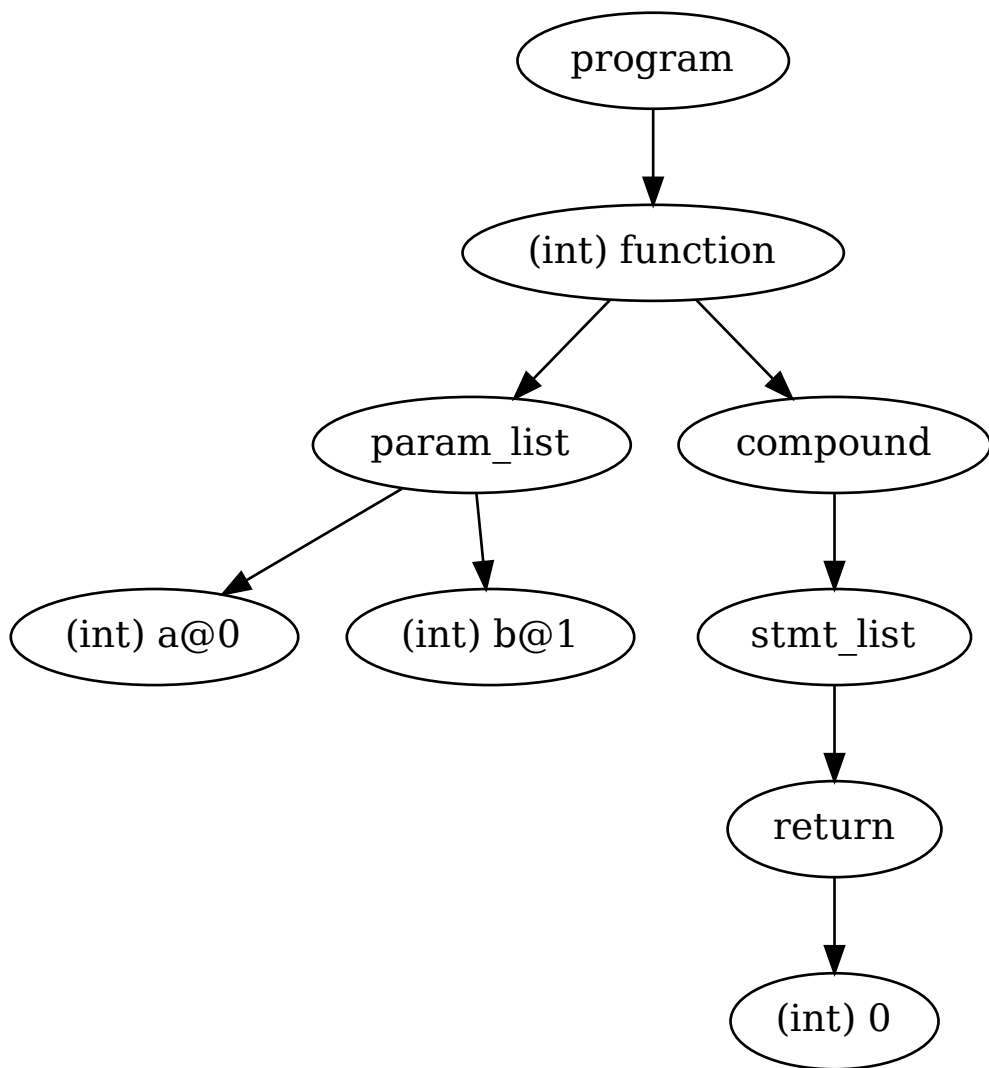 program
(int) function
param_list
compound
(int) a@0
(int) b@1
stmt_list
return
(int) 0